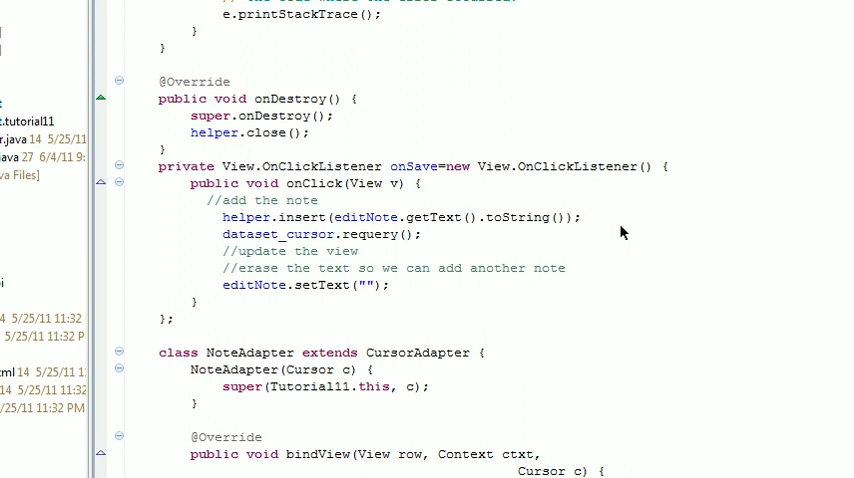 e.printStackTrace();
}
}
@Override
public void onDestroy() {
super.onDestroy();
helper.close();
}
private View.OnClickListener onSave=new View.OnClickListener() {
public void onClick(View v) {
//add the note
helper.insert(editNote.getText().toString());
dataset_cursor.requery();
//update the view
//erase the text so we can add another note
editNote.setText("");
}
};
class NoteAdapter extends CursorAdapter {
NoteAdapter(Cursor c) {
super(Tutorial11.this, c);
}
@Override
public void bindView(View row, Context ctxt,
Cursor c) {
]
]
t
t.tutorial11
r.java 14 5/25/11
java 27 6/4/11 9:
va Files]
i
4 5/25/11 11:32
5/25/11 11:32 P
ml 14 5/25/11 1
14 5/25/11 11:32
/25/11 11:32 PM